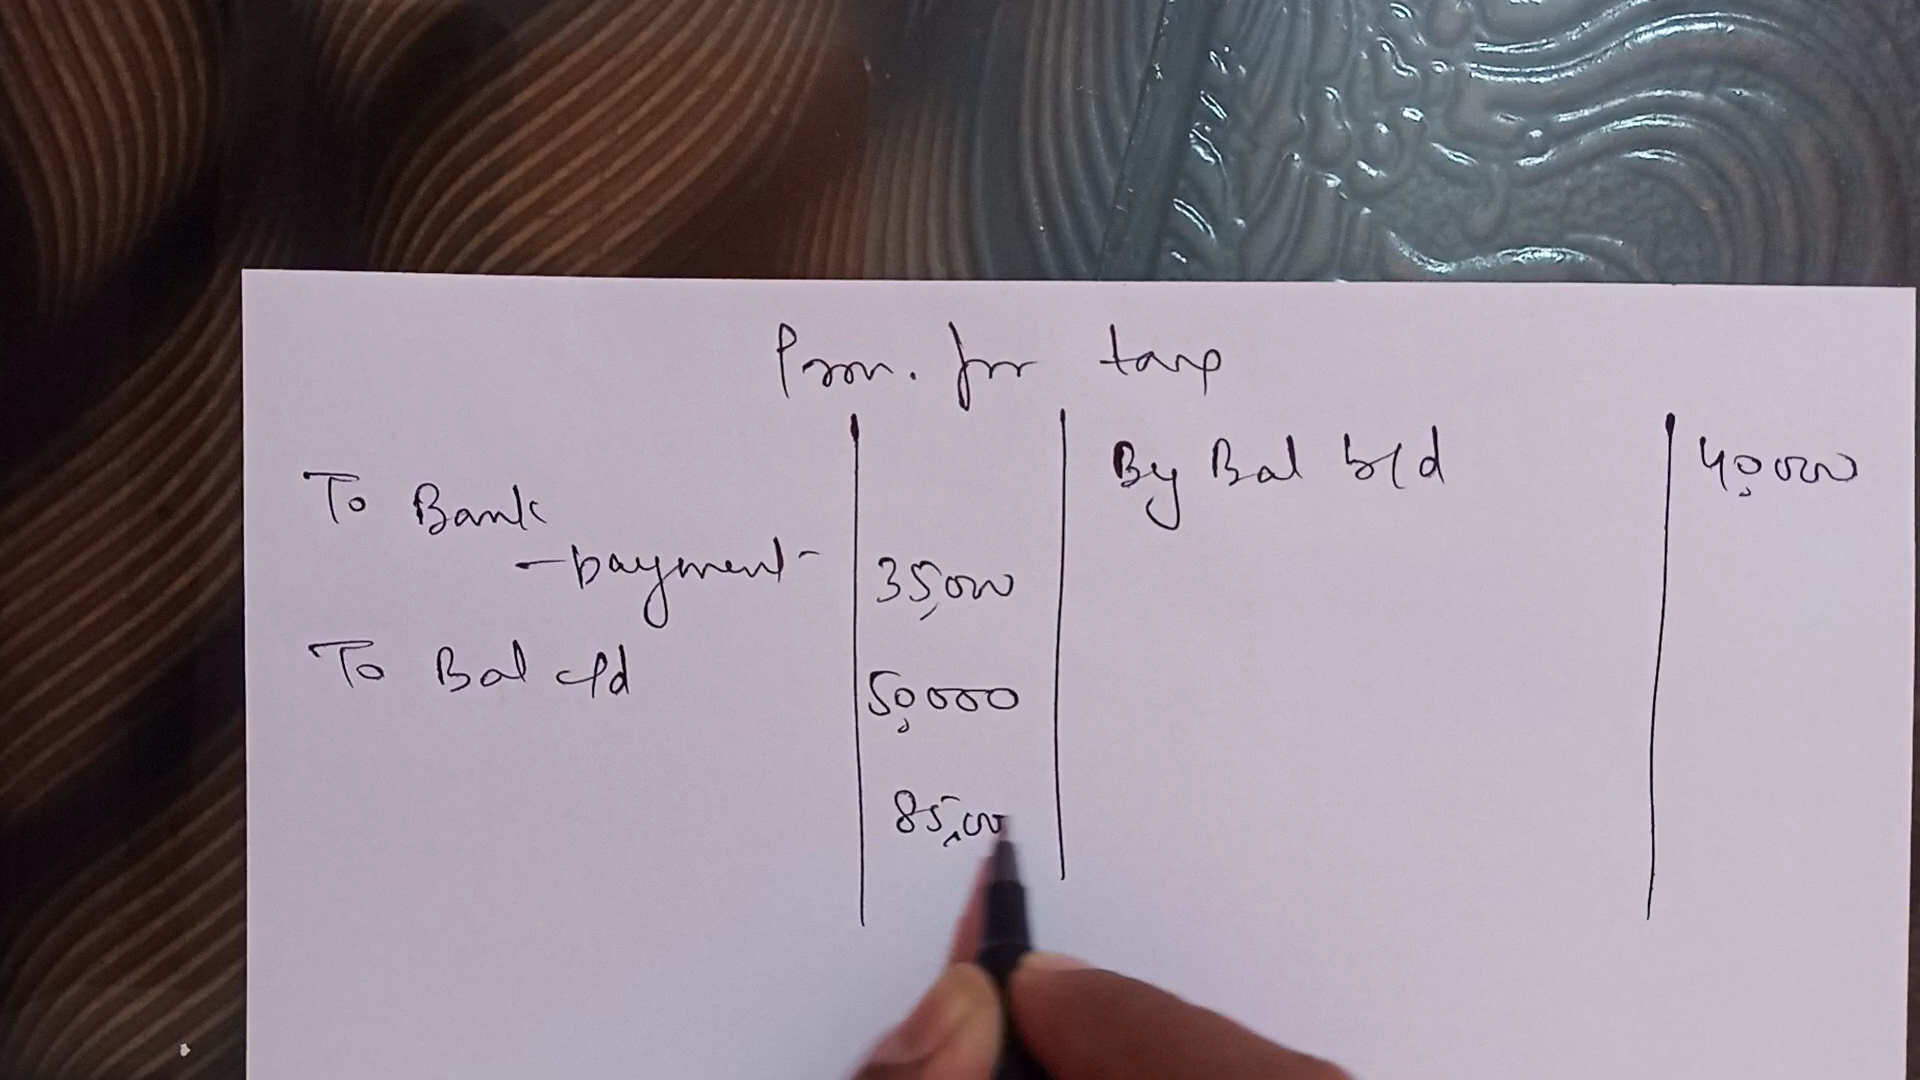 Prov. for tax
To Bank
-payment-
35,000
To Bal c/d
50,000
85,000
By Bal b/d
40,000